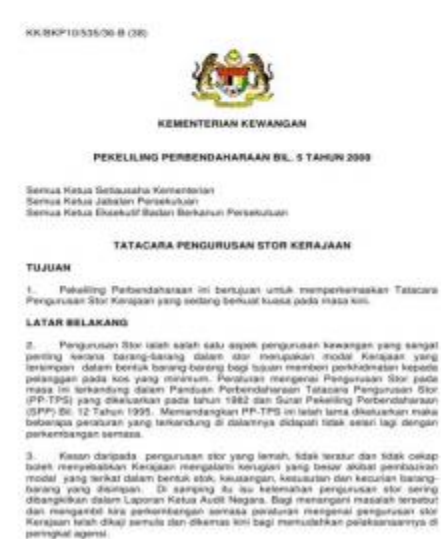 KK/BKP10/535/36-B (38)
KEMENTERIAN KEWANGAN
PEKELILING PERBENDAHARAAN BIL. 5 TAHUN 2009
Semua Ketua Setiausaha Kementerian
Semua Ketua Jabatan Persekutuan
Semua Ketua Eksekutif Badan Berkanun Persekutuan
TATACARA PENGURUSAN STOR KERAJAAN
TUJUAN
1. Pekeliling Perbendaharaan ini bertujuan untuk memperkemaskan Tatacara
Pengurusan Stor Kerajaan yang sedang berkuat kuasa pada masa kini.
LATAR BELAKANG
2. Pengurusan Stor ialah salah satu aspek pengurusan kewangan yang sangat
penting kerana barang-barang dalam stor merupakan modal Kerajaan yang
tersimpan dalam bentuk barang-barang bagi tujuan memberi perkhidmatan kepada
pelanggan pada kos yang minimum. Peraturan mengenai Pengurusan Stor pada
masa ini terkandung dalam Panduan Perbendaharaan Tatacara Pengurusan Stor
(PP-TPS) yang dikeluarkan pada tahun 1982 dan Surat Pekeliling Perbendaharaan
(SPP) Bil. 12 Tahun 1995. Memandangkan PP-TPS ini telah lama dikeluarkan maka
beberapa peraturan yang terkandung di dalamnya didapati tidak selari lagi dengan
perkembangan semasa.
3. Kesan daripada pengurusan stor yang lemah, tidak teratur dan tidak cekap
boleh menyebabkan Kerajaan mengalami kerugian yang besar akibat pembaziran
modal yang terikat dalam bentuk stok, keusangan, kesusutan dan kecurian barang-
barang yang disimpan. Di samping itu isu kelemahan pengurusan stor sering
dibangkitkan dalam Laporan Ketua Audit Negara. Bagi menangani masalah tersebut
dan mengambil kira perkembangan semasa peraturan mengenai pengurusan stor
Kerajaan telah dikaji semula dan dikemas kini bagi memudahkan pelaksanaannya di
peringkat agensi.